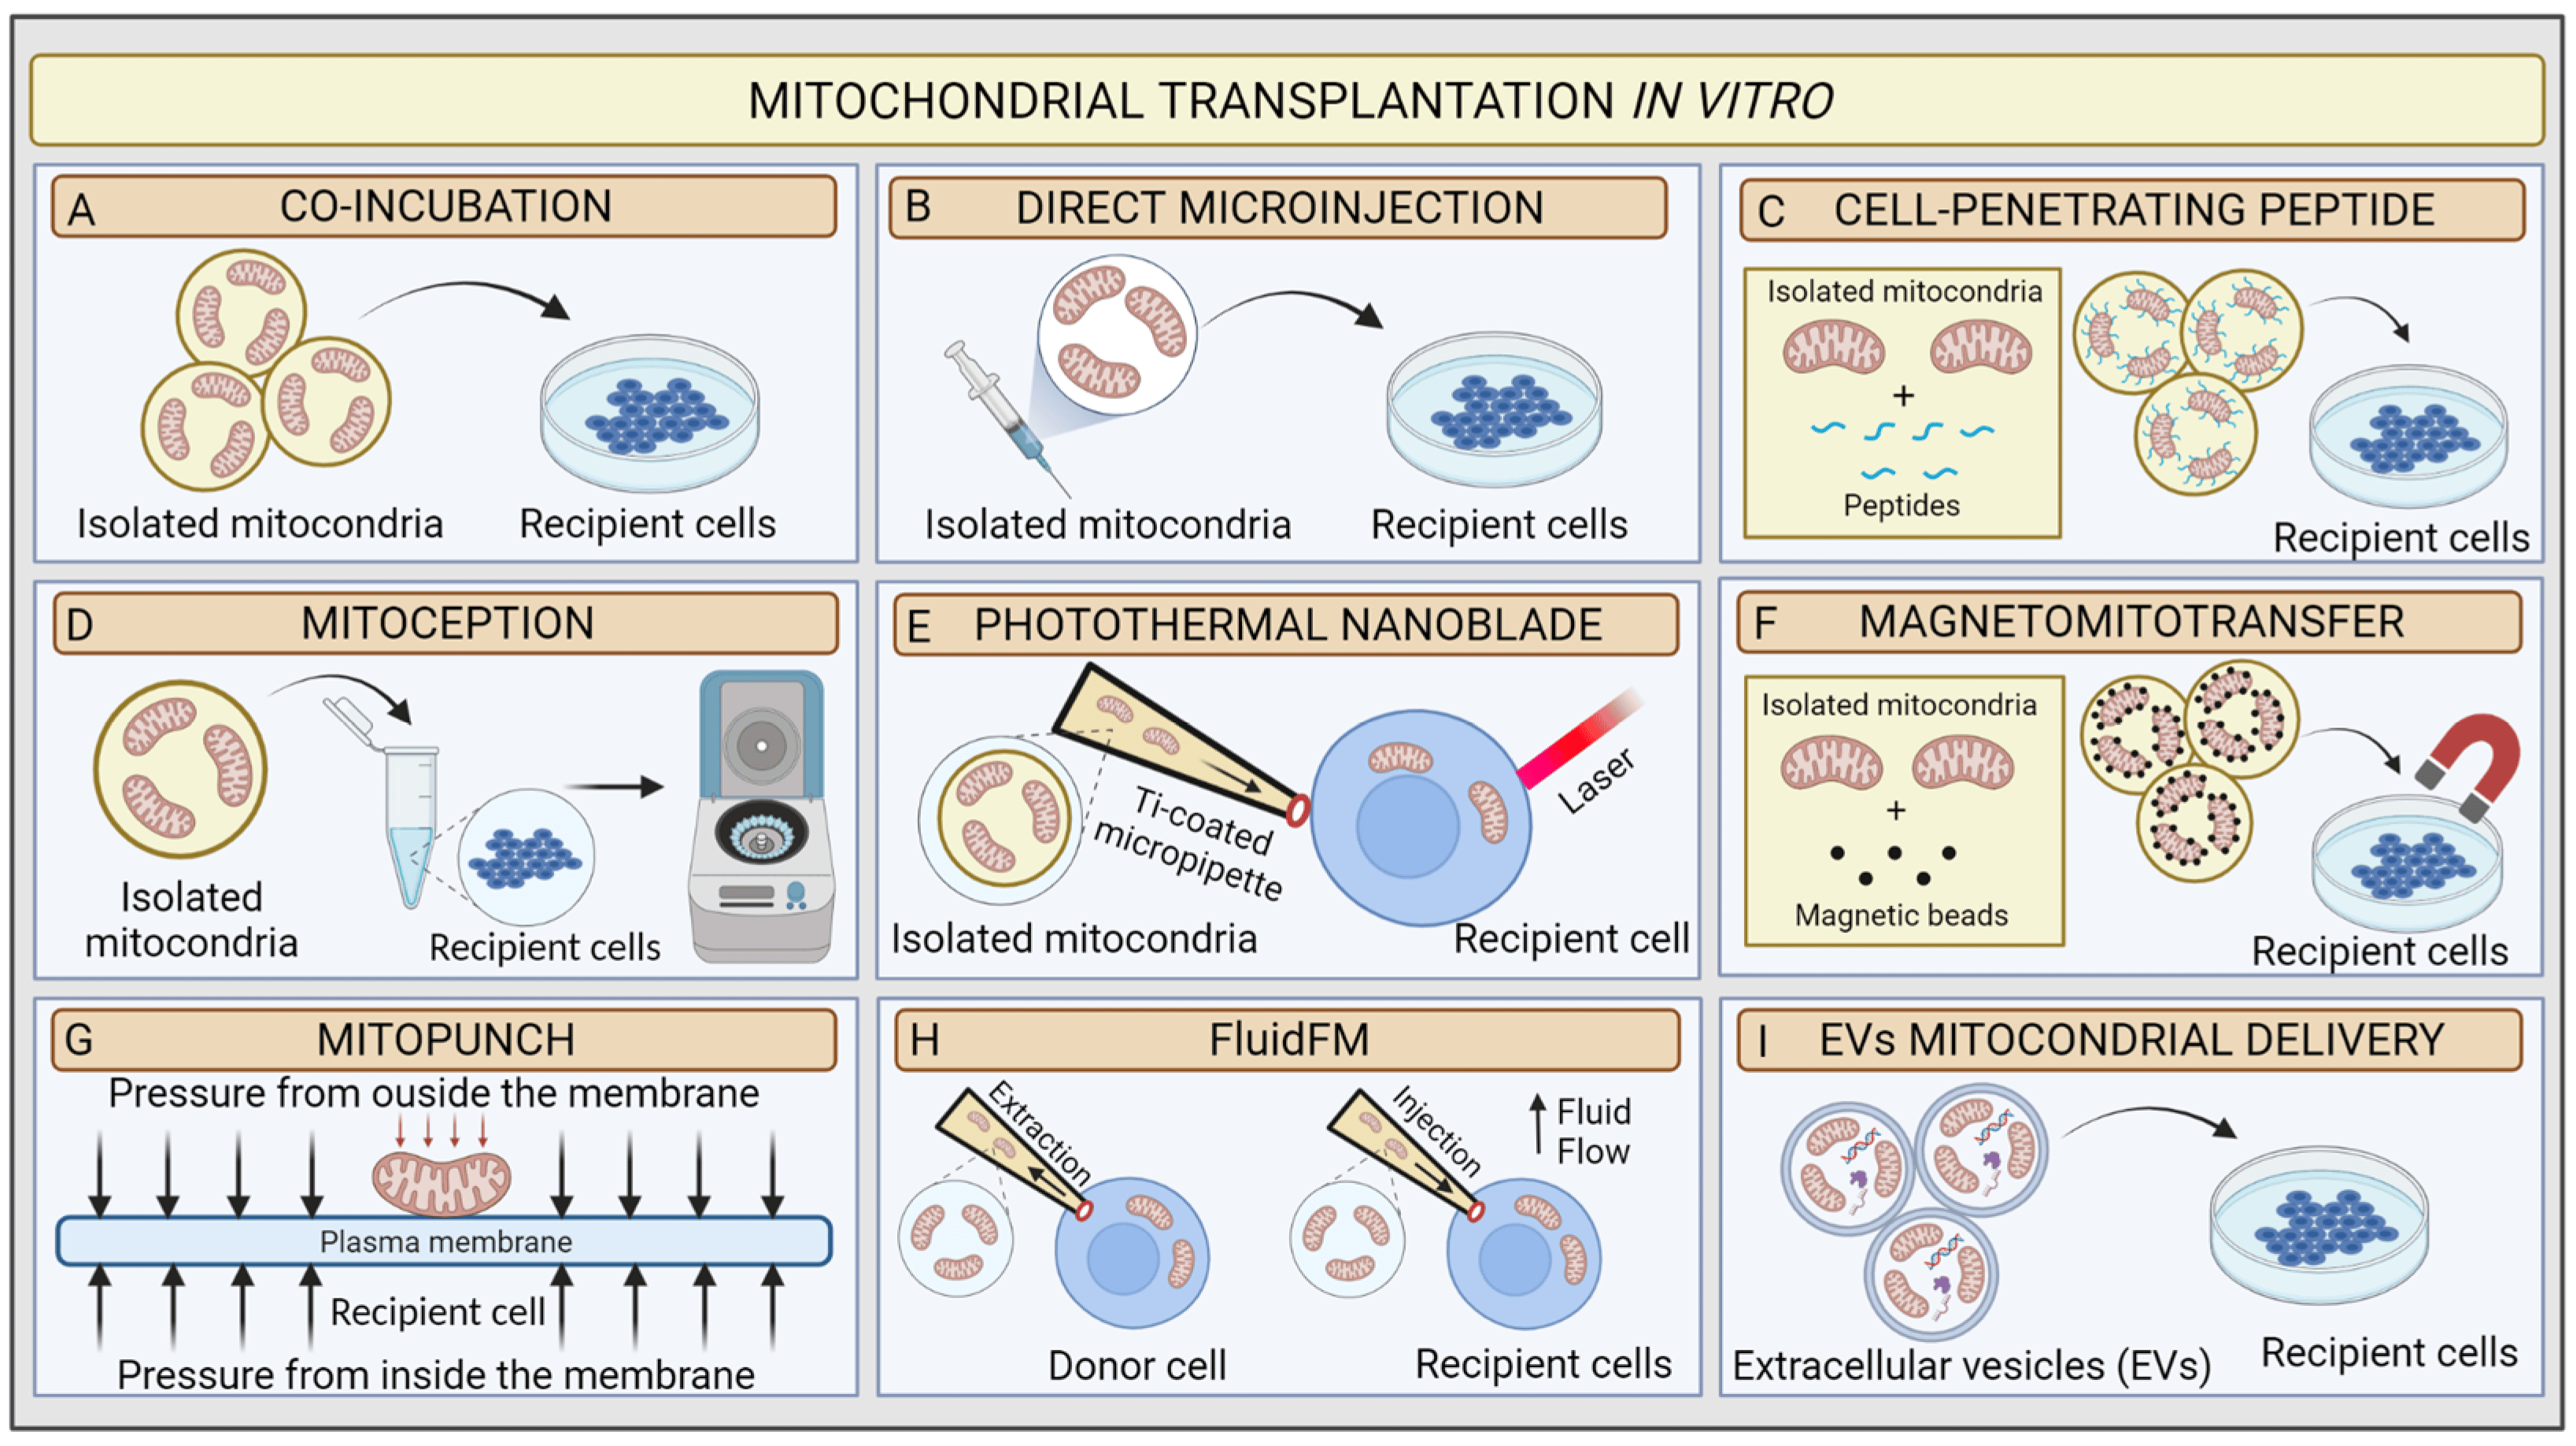 MITOCHONDRIAL TRANSPLANTATION IN VITRO
A CO-INCUBATION
Isolated mitocondria
Recipient cells
B DIRECT MICROINJECTION
Isolated mitocondria
Recipient cells
C CELL-PENETRATING PEPTIDE
Isolated mitocondria
+
Peptides
Recipient cells
D MITOCEPTION
Isolated
mitocondria
Recipient cells
E PHOTOTHERMAL NANOBLADE
Ti-coated
micropipette
Laser
Isolated mitocondria
Recipient cell
F MAGNETOMITOTRANSFER
Isolated mitocondria
+
Magnetic beads
Recipient cells
G MITOPUNCH
Pressure from ouside the membrane
Plasma membrane
Recipient cell
Pressure from inside the membrane
H FluidFM
Extraction
Injection
Fluid
Flow
Donor cell
Recipient cells
I EVs MITOCONDRIAL DELIVERY
Extracellular vesicles (EVs)
Recipient cells